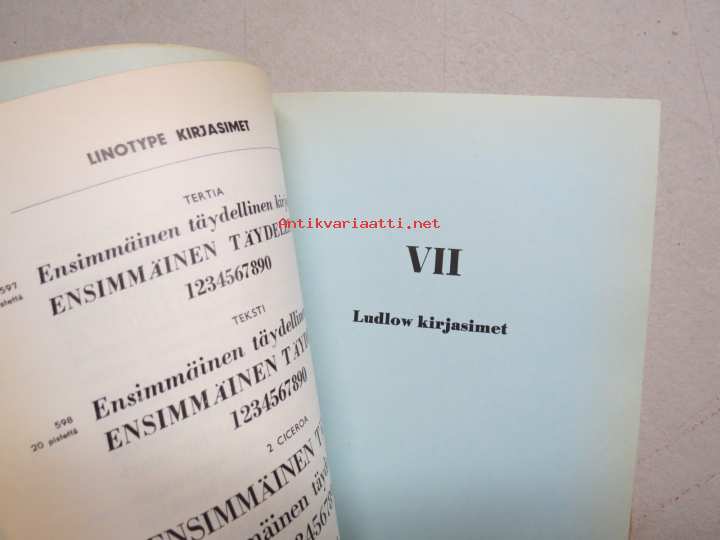 LINOTYPE KIRJASIMET
TERTIA
597
pistettä
Ensimmäinen täydellinen
ENSIMMÄINEN
1234567890
TEKSTI
598
20 pistettä
Ensimmäinen
ENSIMMÄINEN
1234567890
2 CICEROA
ENSIMMÄINEN
Antikvariaatti.net
VII
Ludlow kirjasimet